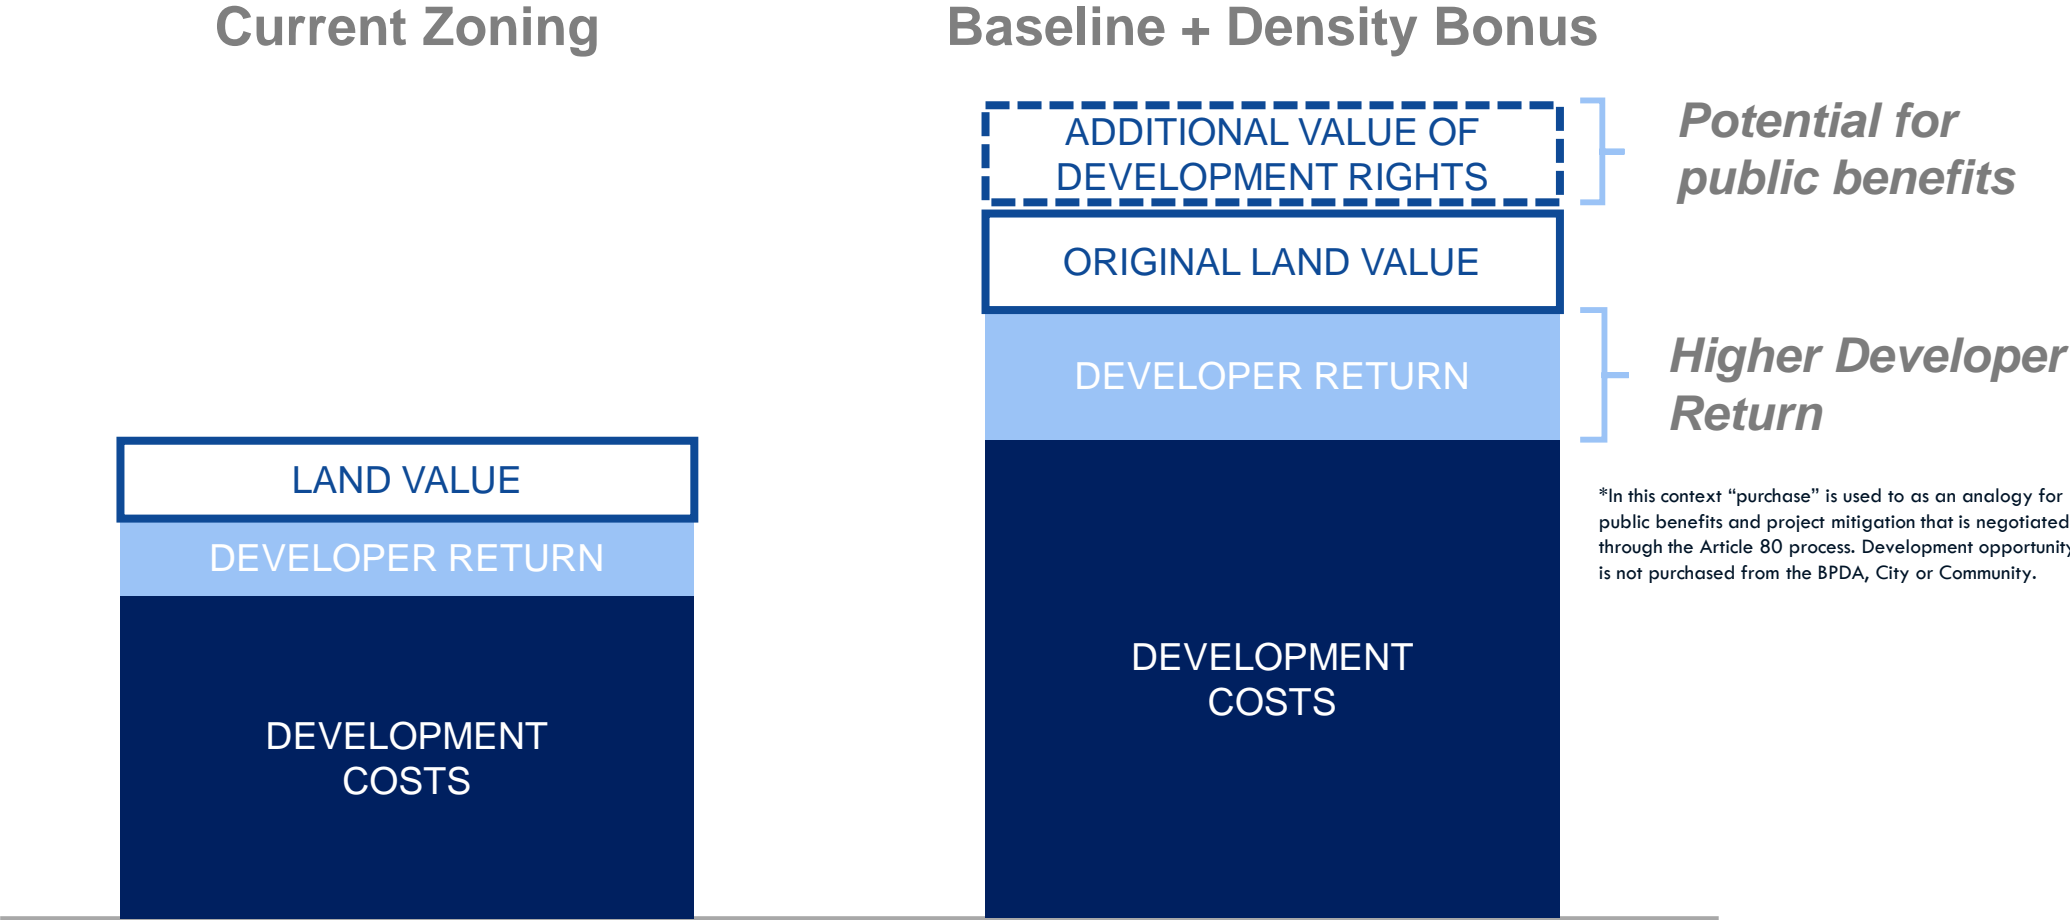 Current Zoning
Baseline + Density Bonus
ADDITIONAL VALUE OF
DEVELOPMENT RIGHTS
Potential for
public benefits
ORIGINAL LAND VALUE
DEVELOPER RETURN
Higher Developer
Return
LAND VALUE
DEVELOPER RETURN
*In this context “purchase” is used to as an analogy for
public benefits and project mitigation that is negotiated
through the Article 80 process. Development opportunity
is not purchased from the BPDA, City or Community.
DEVELOPMENT
COSTS
DEVELOPMENT
COSTS